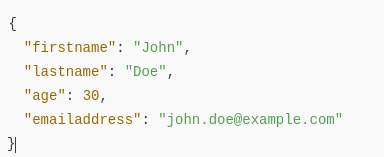 {
  "firstname": "John",
  "lastname": "Doe",
  "age": 30,
  "emailaddress": "john.doe@example.com"
}